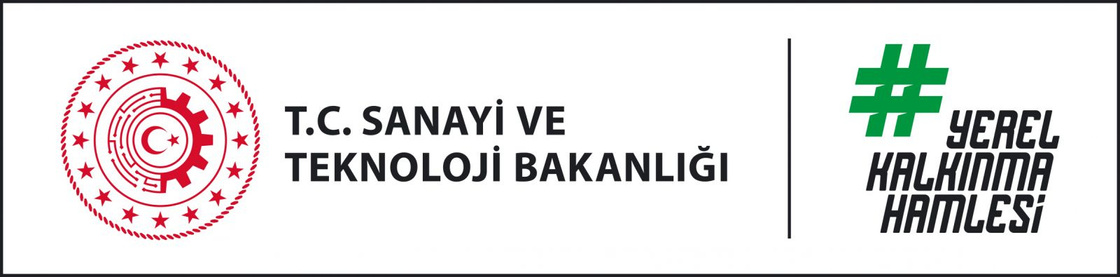 T.C. SANAYİ VE
TEKNOLOJİ BAKANLIĞI
#YEREL
KALKINMA
HAMLESİ